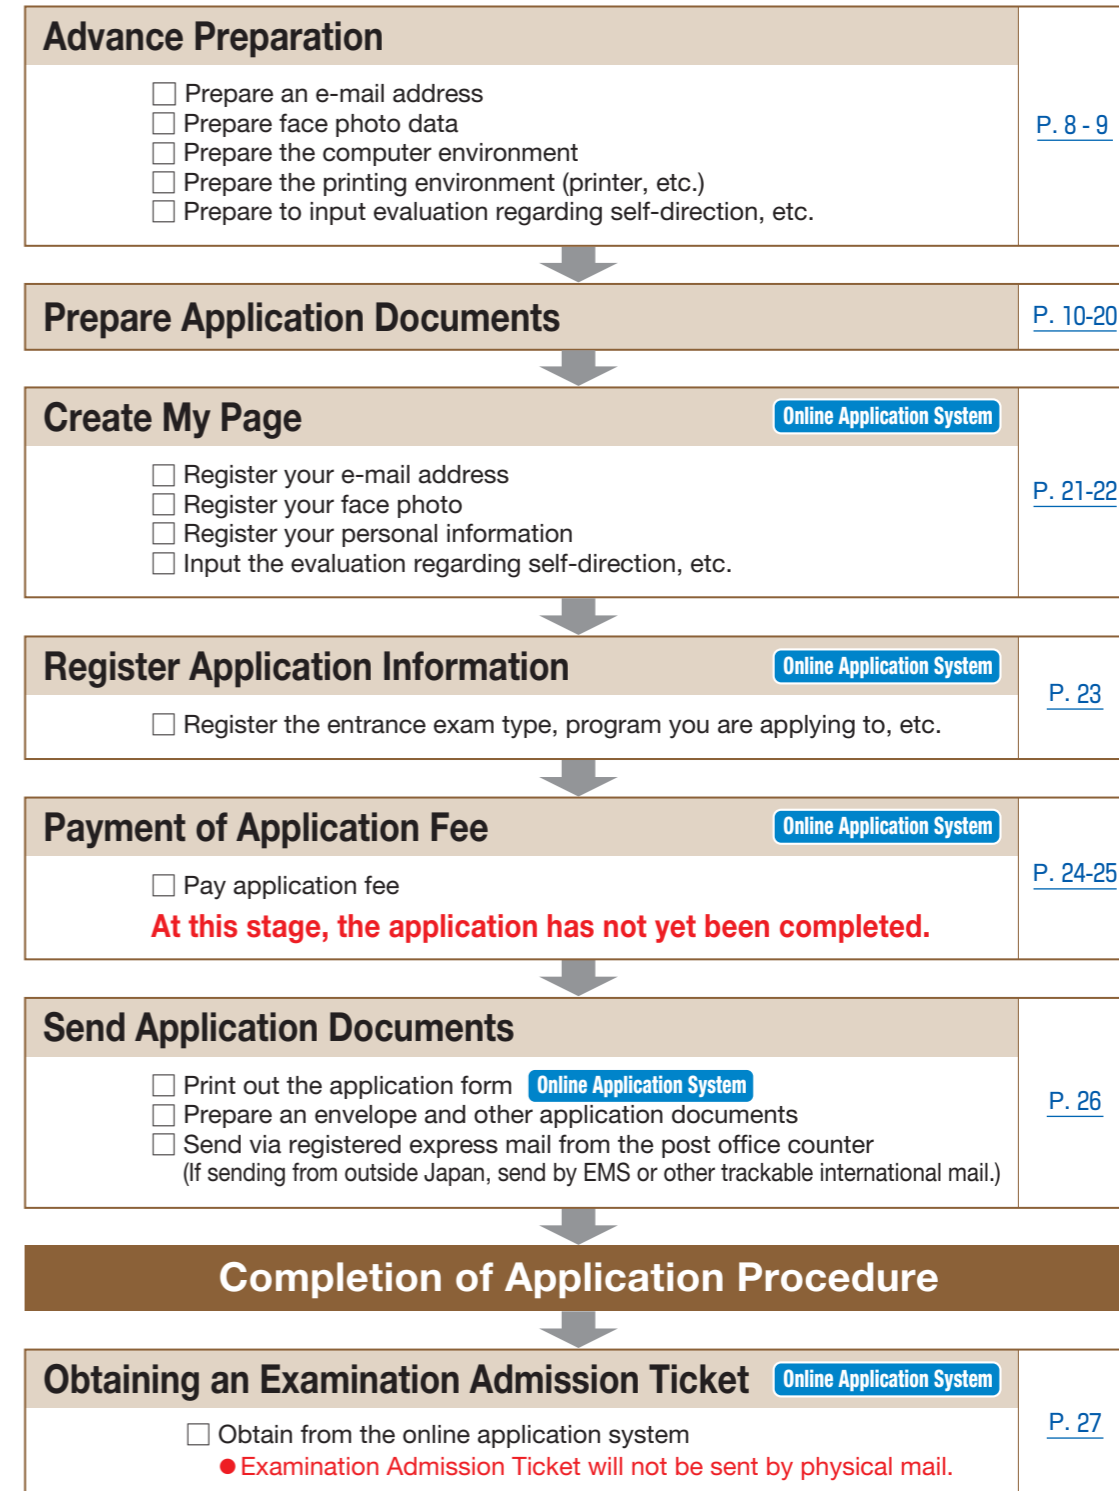 Advance Preparation
□ Prepare an e-mail address
□ Prepare face photo data
□ Prepare the computer environment
□ Prepare the printing environment (printer, etc.)
□ Prepare to input evaluation regarding self-direction, etc.
P. 8 - 9
Prepare Application Documents
P. 10-20
Create My Page
Online Application System
□ Register your e-mail address
□ Register your face photo
□ Register your personal information
□ Input the evaluation regarding self-direction, etc.
P. 21-22
Register Application Information
Online Application System
□ Register the entrance exam type, program you are applying to, etc.
P. 23
Payment of Application Fee
Online Application System
□ Pay application fee
At this stage, the application has not yet been completed.
P. 24-25
Send Application Documents
□ Print out the application form Online Application System
□ Prepare an envelope and other application documents
□ Send via registered express mail from the post office counter
(If sending from outside Japan, send by EMS or other trackable international mail.)
P. 26
Completion of Application Procedure
Obtaining an Examination Admission Ticket
Online Application System
□ Obtain from the online application system
● Examination Admission Ticket will not be sent by physical mail.
P. 27